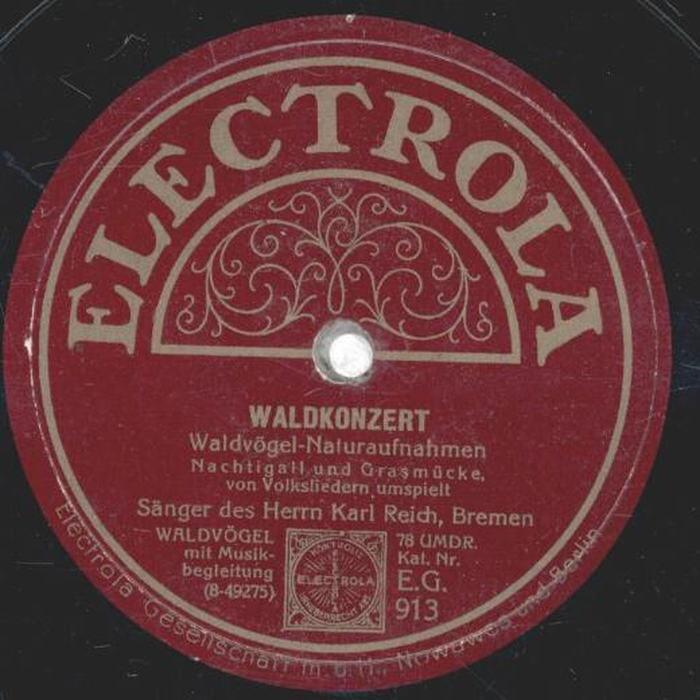 ELECTROLA
WALDKONZERT
Waldvögel-Naturaufnahmen
Nachtigall und Grasmücke,
von Volksliedern umspielt
Sänger des Herrn Karl Reich, Bremen
WALDVÖGEL
mit Musik-
begleitung
(8-49275)
ELECTROLA
78 UMDR.
Kat. Nr.
E.G.
913
Electrola Gesellschaft m.b.H. Nowawes und Berlin